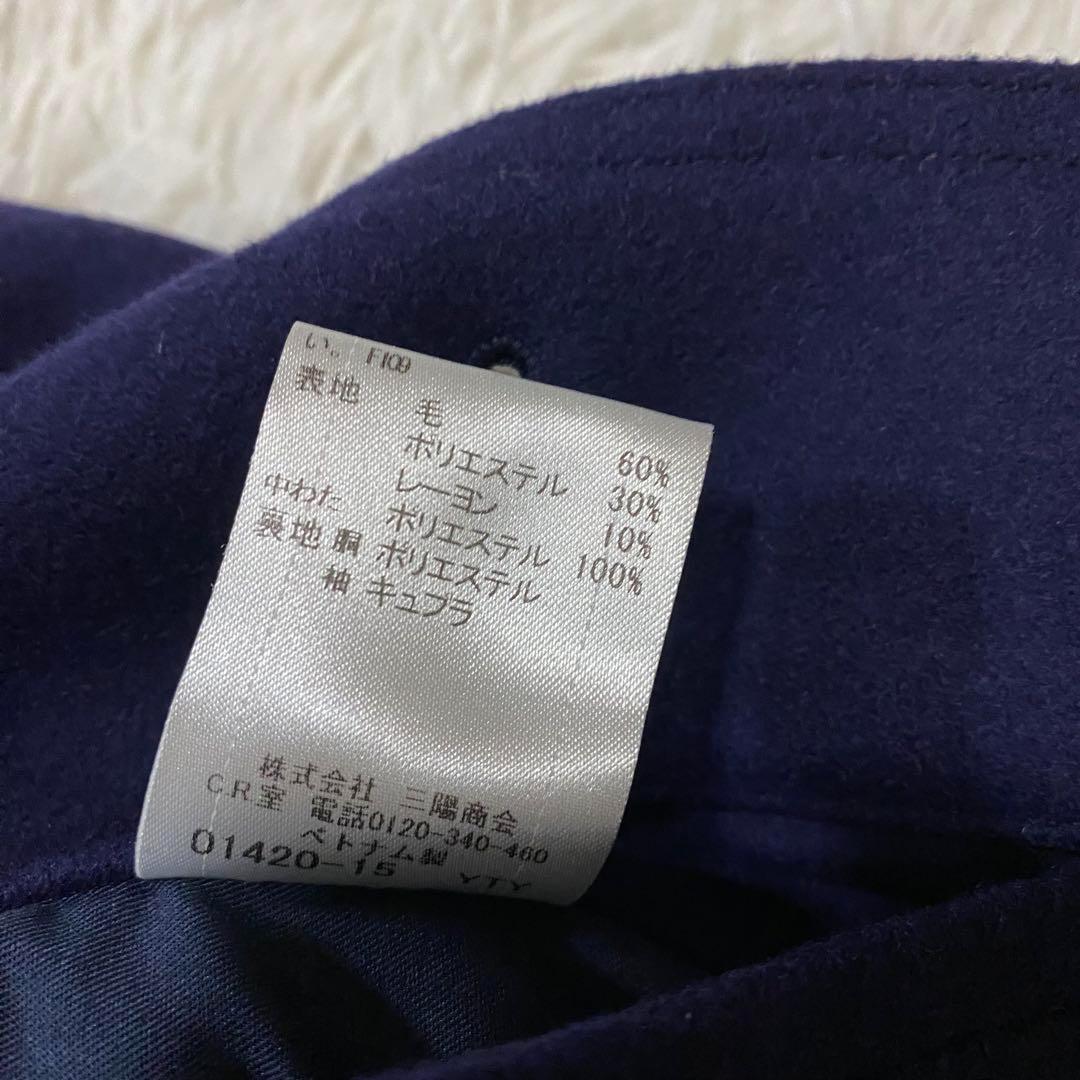 い。 F109
表地 毛 60%
ポリエステル 30%
レーヨン 10%
中わた ポリエステル 100%
裏地 胴 ポリエステル
袖 キュプラ
株式会社 三陽商会
C.R室 電話0120-340-460
ベトナム製
01420-15 YTY